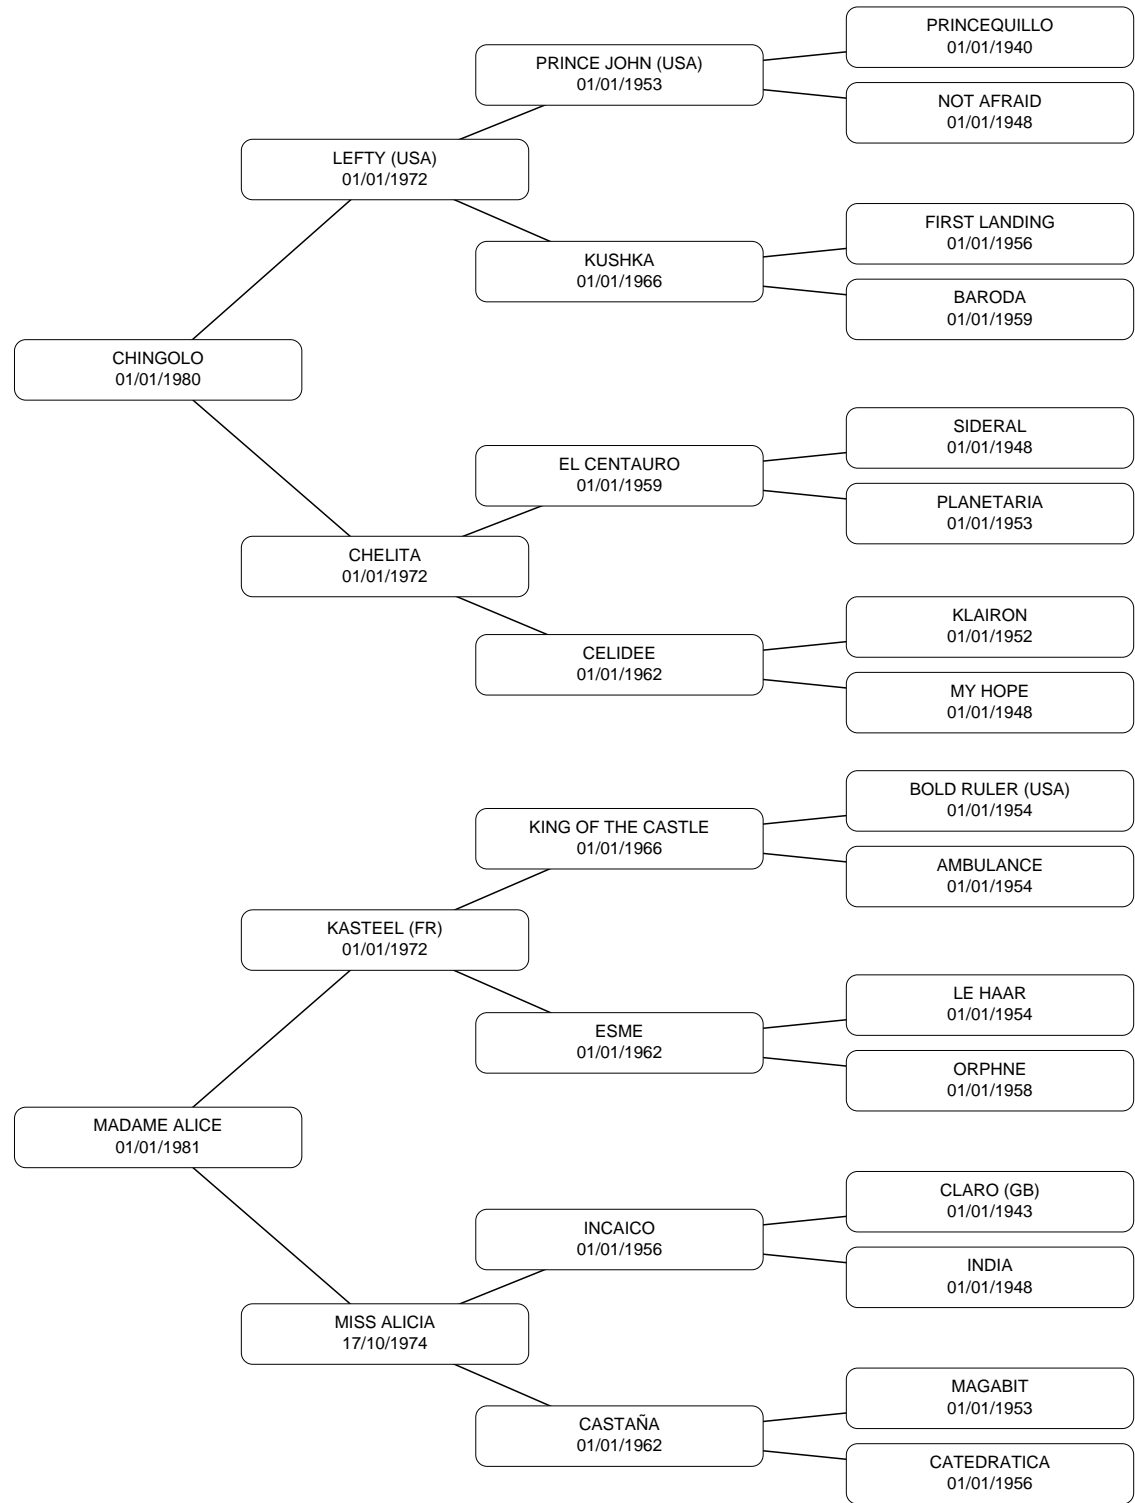 PRINCEQUILLO
01/01/1940
PRINCE JOHN (USA)
01/01/1953
NOT AFRAID
01/01/1948
LEFTY (USA)
01/01/1972
FIRST LANDING
01/01/1956
KUSHKA
01/01/1966
BARODA
01/01/1959
CHINGOLO
01/01/1980
SIDERAL
01/01/1948
EL CENTAURO
01/01/1959
PLANETARIA
01/01/1953
CHELITA
01/01/1972
KLAIRON
01/01/1952
CELIDEE
01/01/1962
MY HOPE
01/01/1948
BOLD RULER (USA)
01/01/1954
KING OF THE CASTLE
01/01/1966
AMBULANCE
01/01/1954
KASTEEL (FR)
01/01/1972
LE HAAR
01/01/1954
ESME
01/01/1962
ORPHNE
01/01/1958
MADAME ALICE
01/01/1981
CLARO (GB)
01/01/1943
INCAICO
01/01/1956
INDIA
01/01/1948
MISS ALICIA
17/10/1974
MAGABIT
01/01/1953
CASTAÑA
01/01/1962
CATEDRATICA
01/01/1956